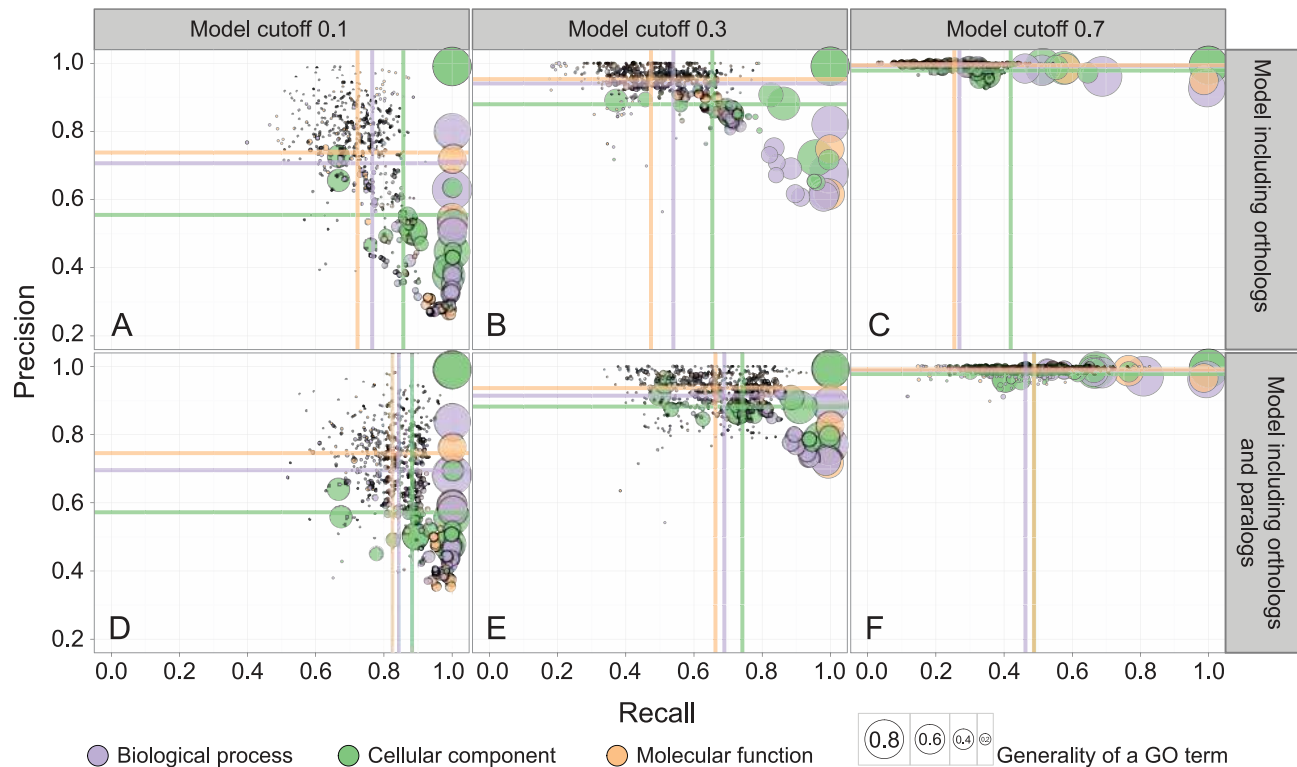 Model cutoff 0.1
Model cutoff 0.3
Model cutoff 0.7
Precision
1.0
0.8
0.6
0.4
0.2
A
B
C
Model including orthologs
1.0
0.8
0.6
0.4
0.2
D
E
F
Model including orthologs
and paralogs
0.0 0.2 0.4 0.6 0.8 1.0
0.0 0.2 0.4 0.6 0.8 1.0
0.0 0.2 0.4 0.6 0.8 1.0
Recall
Biological process
Cellular component
Molecular function
0.8 0.6 0.4 0.2
Generality of a GO term